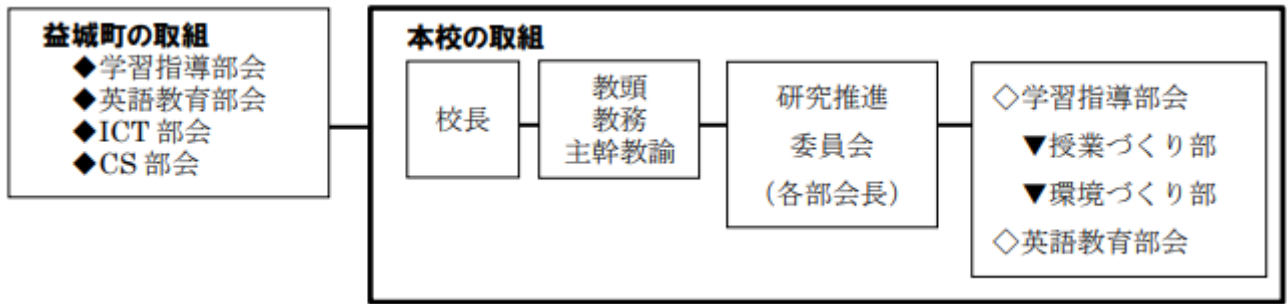 益城町の取組
◆学習指導部会
◆英語教育部会
◆ICT 部会
◆CS 部会
本校の取組
校長
教頭
教務
主幹教諭
研究推進
委員会
(各部会長)
◇学習指導部会
▼授業づくり部
▼環境づくり部
◇英語教育部会